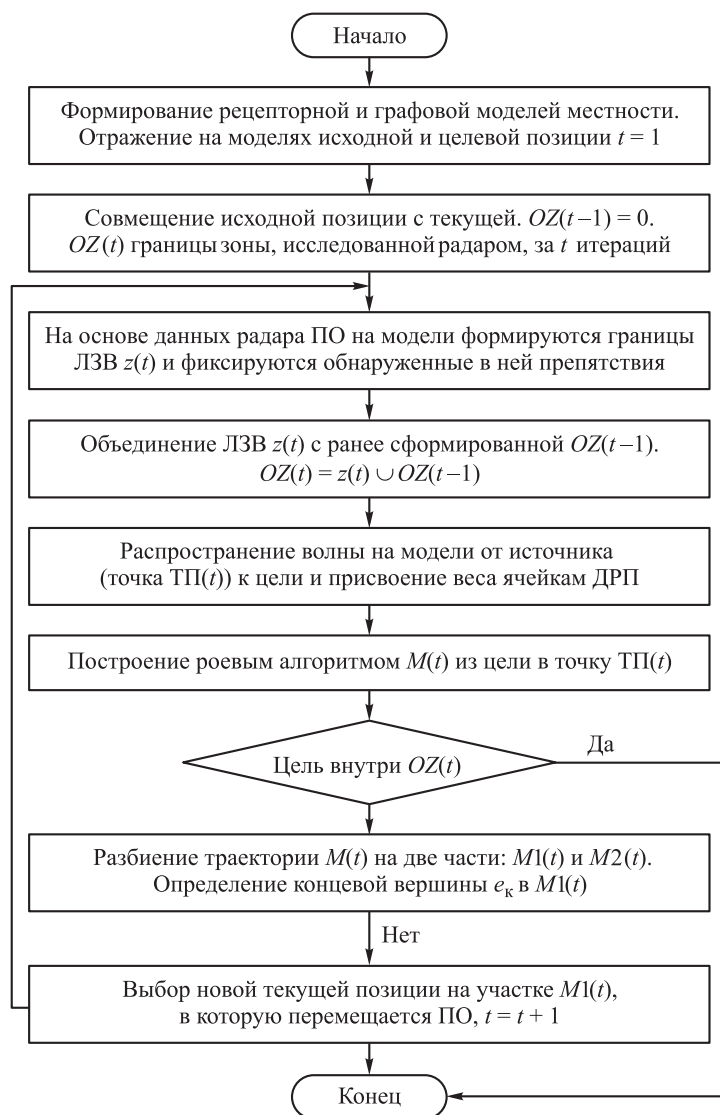 Начало
Формирование рецепторной и графовой моделей местности.
Отражение на моделях исходной и целевой позиции t = 1
Совмещение исходной позиции с текущей. OZ(t−1) = 0.
OZ(t) границы зоны, исследованной радаром, за t итераций
На основе данных радара ПО на модели формируются границы
ЛЗВ z(t) и фиксируются обнаруженные в ней препятствия
Объединение ЛЗВ z(t) с ранее сформированной OZ(t−1).
OZ(t) = z(t) ∪ OZ(t−1)
Распространение волны на модели от источника
(точка ТП(t)) к цели и присвоение веса ячейкам ДРП
Построение роевым алгоритмом M(t) из цели в точку ТП(t)
Цель внутри OZ(t)
Да
Разбиение траектории M(t) на две части: M1(t) и M2(t).
Определение концевой вершины eк в M1(t)
Нет
Выбор новой текущей позиции на участке M1(t),
в которую перемещается ПО, t = t + 1
Конец